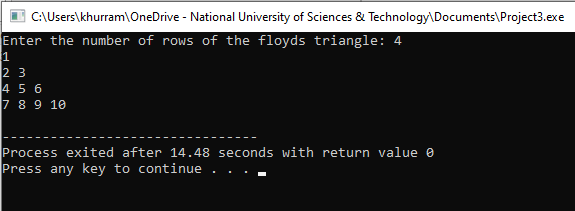 C:\Users\khurram\OneDrive - National University of Sciences & Technology\Documents\Project3.exe
Enter the number of rows of the floyds triangle: 4
1
2 3
4 5 6
7 8 9 10
--------------------------------
Process exited after 14.48 seconds with return value 0
Press any key to continue . . .